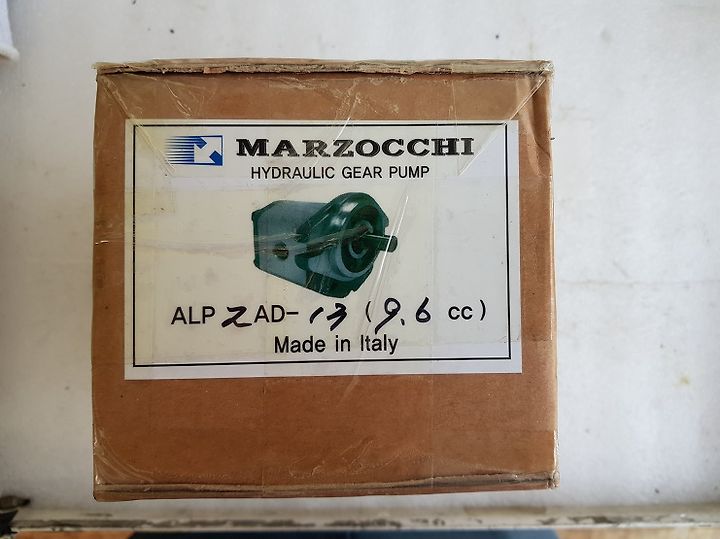 MARZOCCHI
HYDRAULIC GEAR PUMP
ALP 2 AD-13 (9.6 cc)
Made in Italy